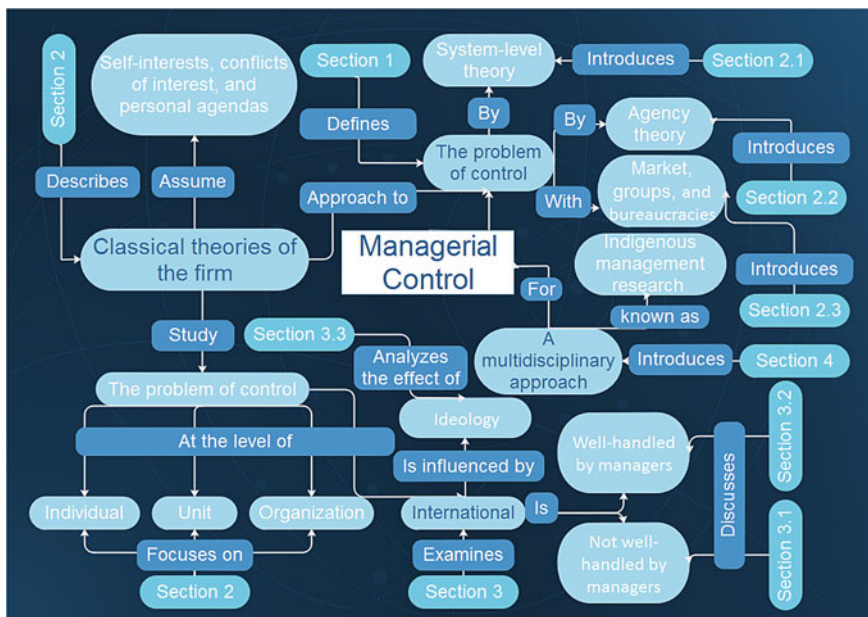 Section 2
Self-interests, conflicts
of interest, and
personal agendas
Section 1
System-level
theory
Introduces
Section 2.1
Defines
By
By
Agency
theory
Introduces
Section 2.2
Describes
Assume
Approach to
The problem
of control
With
Market,
groups, and
bureaucracies
Classical theories of
the firm
Managerial
Control
Indigenous
management
research
Introduces
Section 2.3
For
known as
Study
Section 3.3
Analyzes
the effect of
A
multidisciplinary
approach
Introduces
Section 4
The problem of control
Ideology
At the level of
Is influenced by
Well-handled
by managers
Section 3.2
Individual
Unit
Organization
International
Is
Discusses
Focuses on
Examines
Not well-
handled by
managers
Section 3.1
Section 2
Section 3